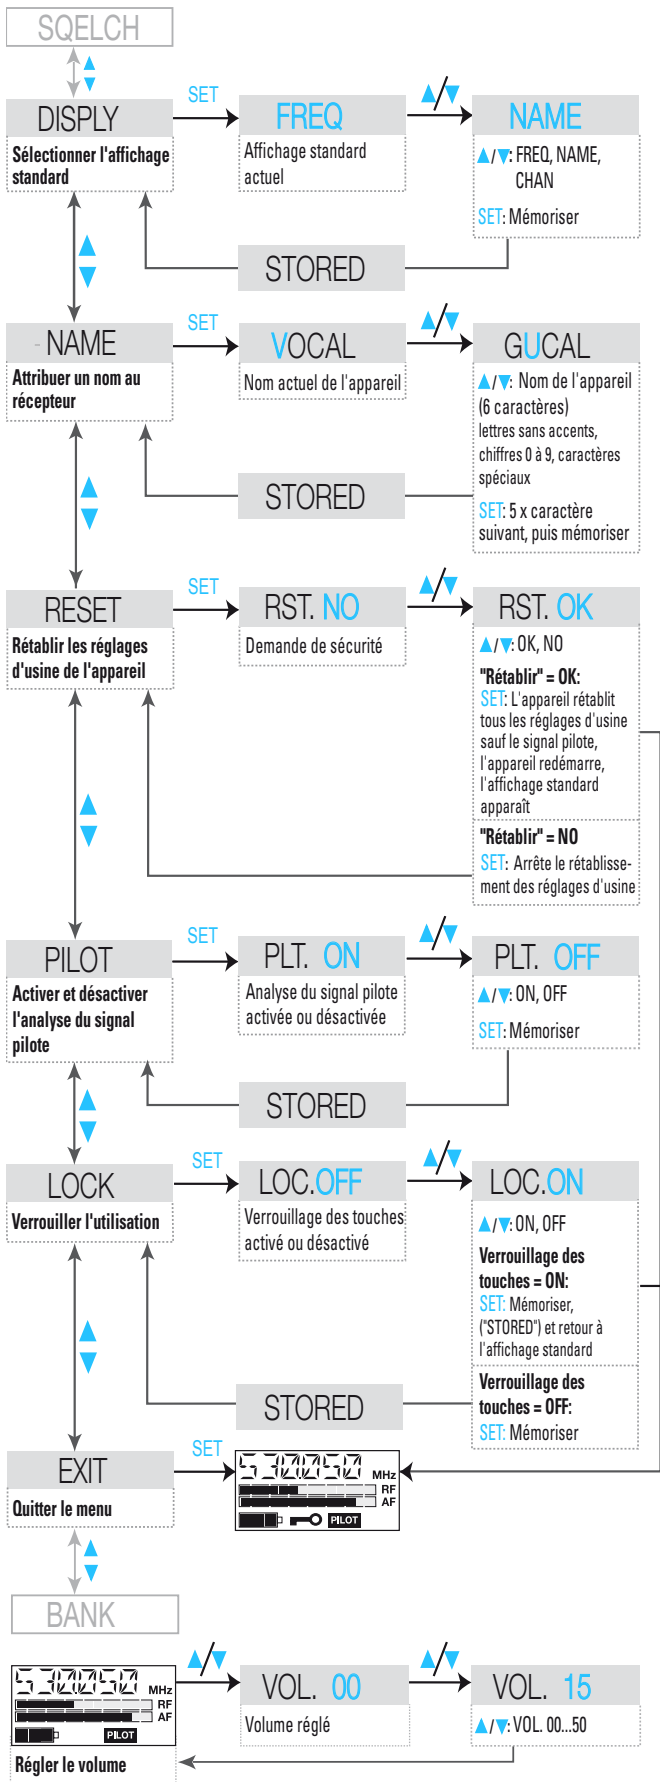 SQELCH
SET
DISPLY
FREQ
NAME
Sélectionner l'affichage
standard
Affichage standard
actuel
▲/▼: FREQ, NAME,
CHAN
SET: Mémoriser
STORED
SET
NAME
VOCAL
GUCAL
Attribuer un nom au
récepteur
Nom actuel de l'appareil
▲/▼: Nom de l'appareil
(6 caractères)
lettres sans accents,
chiffres 0 à 9, caractères
spéciaux
SET: 5 x caractère
suivant, puis mémoriser
STORED
SET
RESET
RST. NO
RST. OK
Rétablir les réglages
d'usine de l'appareil
Demande de sécurité
▲/▼: OK, NO
"Rétablir" = OK:
SET: L'appareil rétablit
tous les réglages d'usine
sauf le signal pilote,
l'appareil redémarre,
l'affichage standard
apparaît
"Rétablir" = NO
SET: Arrête le rétablisse-
ment des réglages d'usine
SET
PILOT
PLT. ON
PLT. OFF
Activer et désactiver
l'analyse du signal
pilote
Analyse du signal pilote
activée ou désactivée
▲/▼: ON, OFF
SET: Mémoriser
STORED
SET
LOCK
LOC.OFF
LOC.ON
Verrouiller l'utilisation
Verrouillage des touches
activé ou désactivé
▲/▼: ON, OFF
Verrouillage des
touches = ON:
SET: Mémoriser,
("STORED") et retour à
l'affichage standard
Verrouillage des
touches = OFF:
SET: Mémoriser
STORED
SET
EXIT
Quitter le menu
530.050 MHz
RF
AF
PILOT
BANK
530.050 MHz
RF
AF
PILOT
VOL. 00
VOL. 15
Régler le volume
Volume réglé
▲/▼: VOL. 00...50